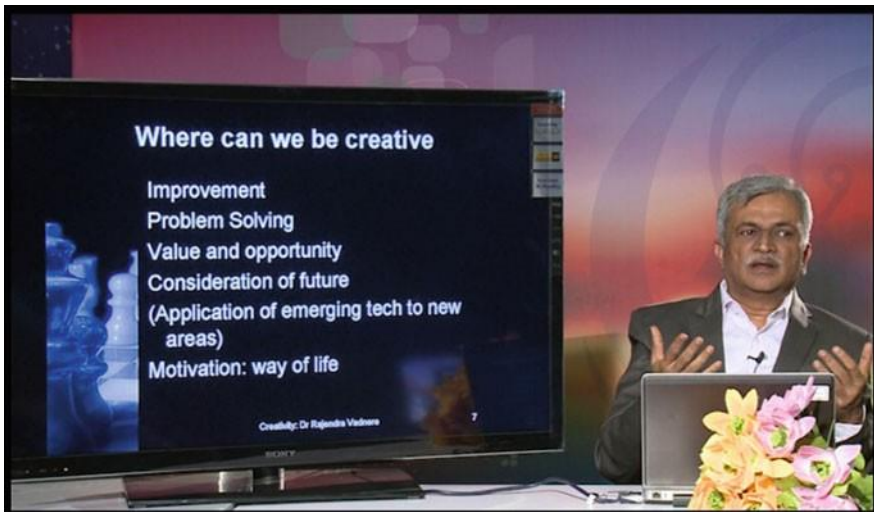 Where can we be creative
Improvement
Problem Solving
Value and opportunity
Consideration of future
(Application of emerging tech to new
areas)
Motivation: way of life
Creativity: Dr Rajendra Vadnere
7
SONY